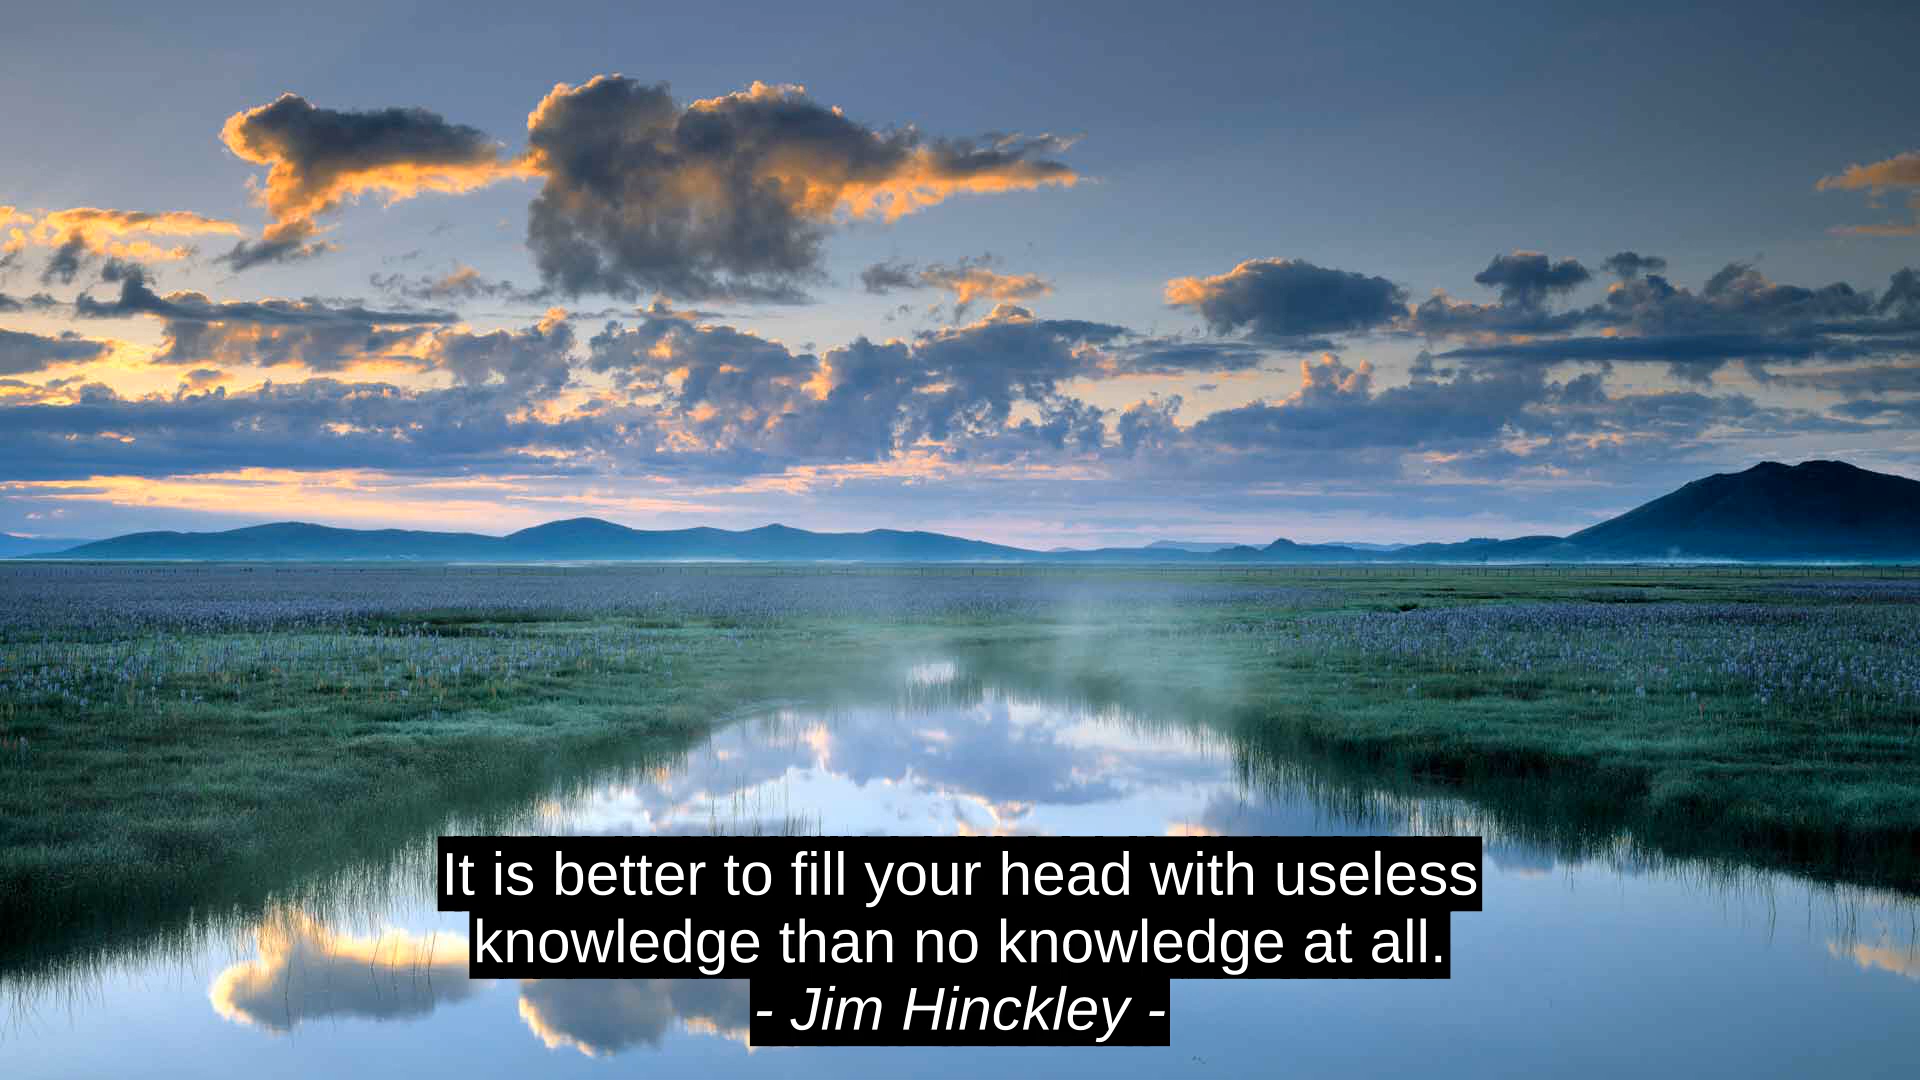 It is better to fill your head with useless
knowledge than no knowledge at all.
- Jim Hinckley -